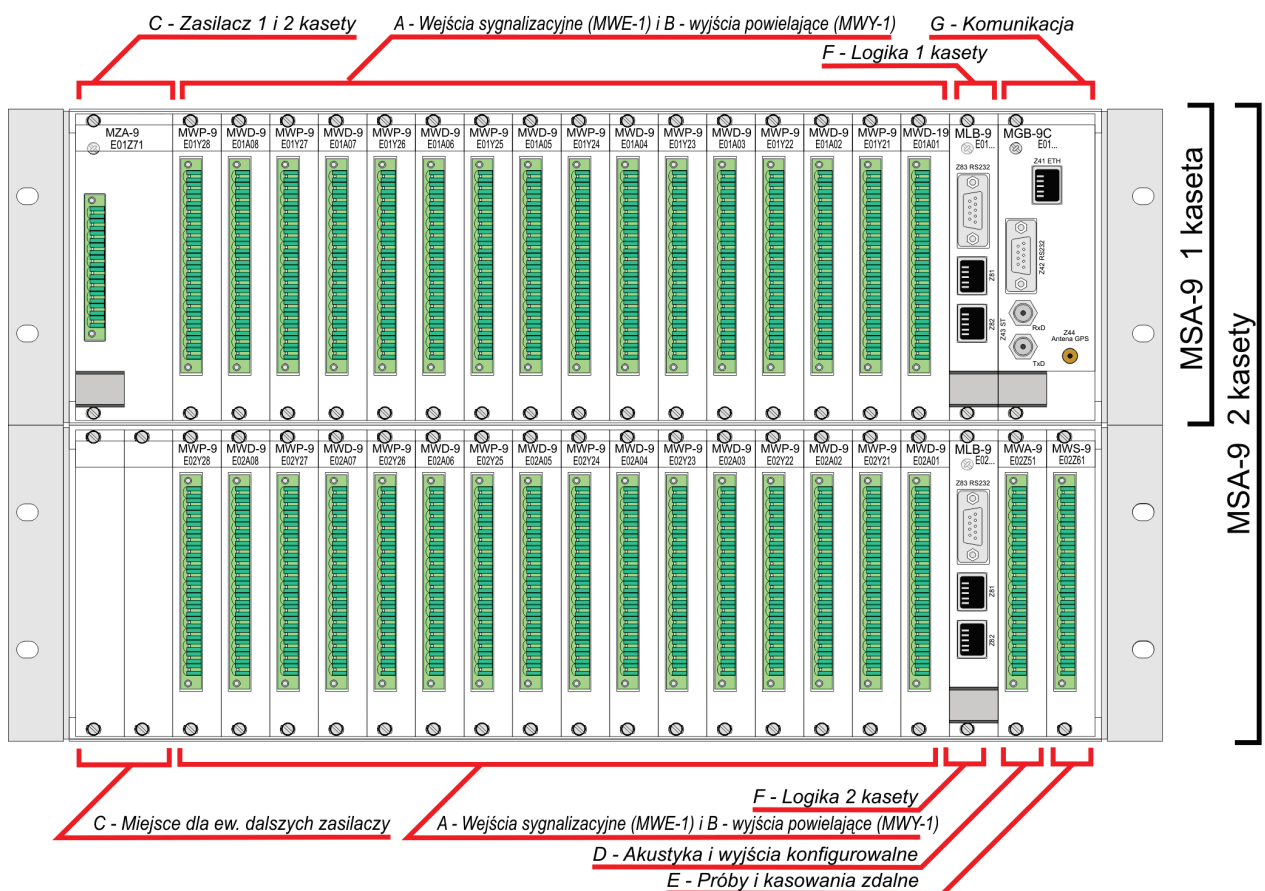 C - Zasilacz 1 i 2 kasety
A - Wejścia sygnalizacyjne (MWE-1) i B - wyjścia powielające (MWY-1)
G - Komunikacja
F - Logika 1 kasety
MZA-9 MWP-9 MWD-9 MWP-9 MWD-9 MWP-9 MWD-9 MWP-9 MWD-9 MWP-9 MWD-9 MWP-9 MWD-9 MWP-9 MWD-9 MWP-9 MWD-19 MLB-9 MGB-9C
E01Z71 E01Y28 E01A08 E01Y27 E01A07 E01Y26 E01A06 E01Y25 E01A05 E01Y24 E01A04 E01Y23 E01A03 E01Y22 E01A02 E01Y21 E01A01 E01... E01...
Z83 RS232
Z41 ETH
Z42 RS232
Z81
Z82
Z43 ST
RxD
TxD
Z44
Antena GPS
MSA-9 1 kaseta
MSA-9 2 kasety
MWP-9 MWD-9 MWP-9 MWD-9 MWP-9 MWD-9 MWP-9 MWD-9 MWP-9 MWD-9 MWP-9 MWD-9 MWP-9 MWD-9 MWP-9 MWD-9 MLB-9 MWA-9 MWS-9
E02Y28 E02A08 E02Y27 E02A07 E02Y26 E02A06 E02Y25 E02A05 E02Y24 E02A04 E02Y23 E02A03 E02Y22 E02A02 E02Y21 E02A01 E02... E02Z51 E02Z61
Z83 RS232
Z81
Z82
F - Logika 2 kasety
C - Miejsce dla ew. dalszych zasilaczy
A - Wejścia sygnalizacyjne (MWE-1) i B - wyjścia powielające (MWY-1)
D - Akustyka i wyjścia konfigurowalne
E - Próby i kasowania zdalne